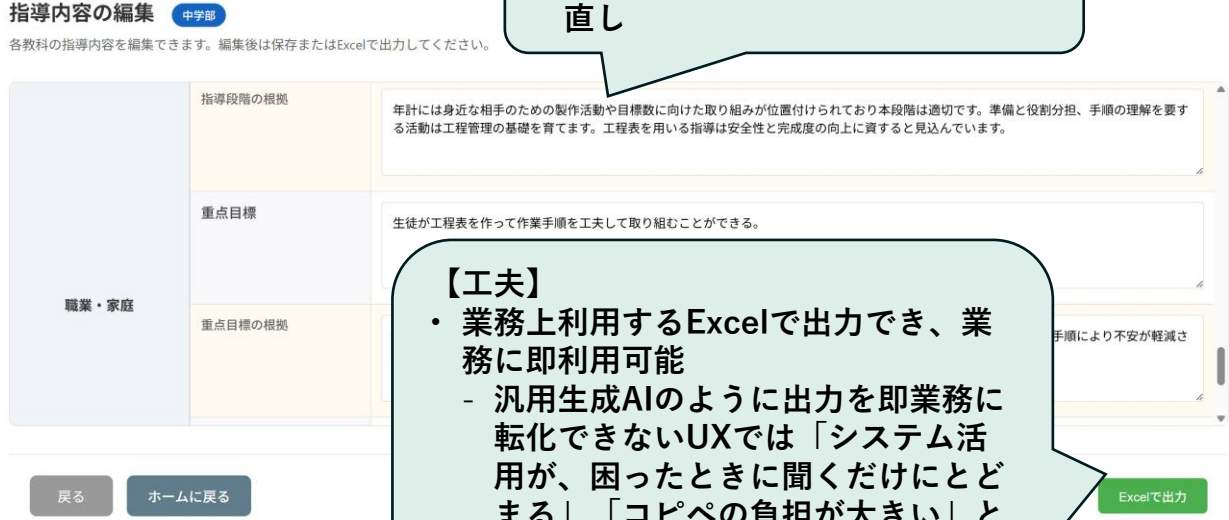 直し
指導内容の編集 中学部
各教科の指導内容を編集できます。編集後は保存またはExcelで出力してください。
職業・家庭
指導段階の根拠
年計には身近な相手のための製作活動や目標数に向けた取り組みが位置付けられており本段階は適切です。準備と役割分担、手順の理解を要す
る活動は工程管理の基礎を育てます。工程表を用いる指導は安全性と完成度の向上に資すると見込んでいます。
重点目標
生徒が工程表を作って作業手順を工夫して取り組むことができる。
重点目標の根拠
手順により不安が軽減さ
【工夫】
・ 業務上利用するExcelで出力でき、業
務に即利用可能
- 汎用生成AIのように出力を即業務に
転化できないUXでは「システム活
用が、困ったときに聞くだけにとど
まる」「コピペの負担が大きい」と
戻る
ホームに戻る
Excelで出力